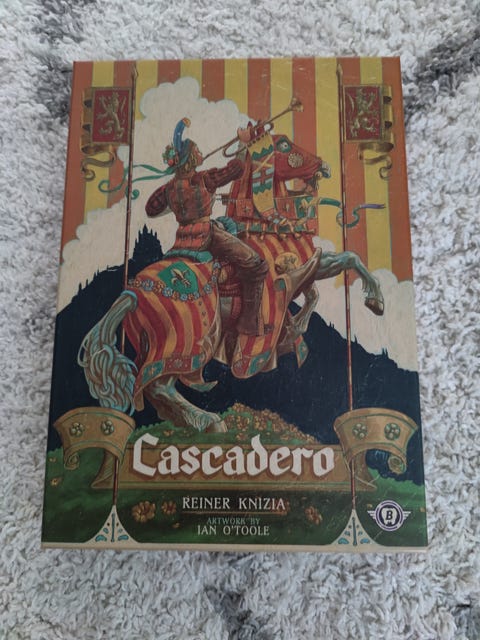 Cascadero
REINER KNIZIA
ARTWORK BY
IAN O'TOOLE
B